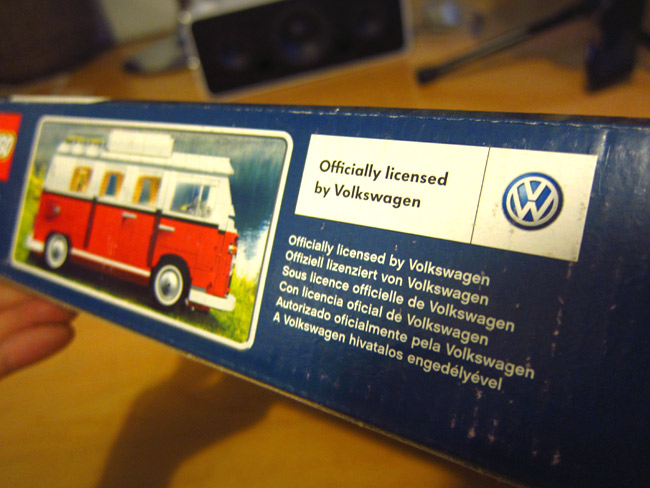 Officially licensed
by Volkswagen
Officially licensed by Volkswagen
Offiziell lizenziert von Volkswagen
Sous licence officielle de Volkswagen
Con licencia oficial de Volkswagen
Autorizado oficialmente pela Volkswagen
A Volkswagen hivatalos engedélyével